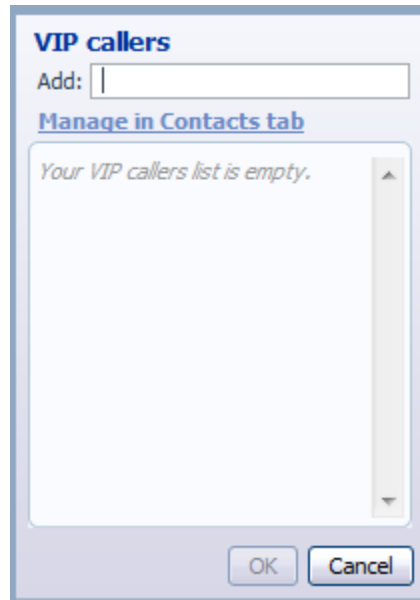 VIP callers
Add:
Manage in Contacts tab
Your VIP callers list is empty.
OK Cancel